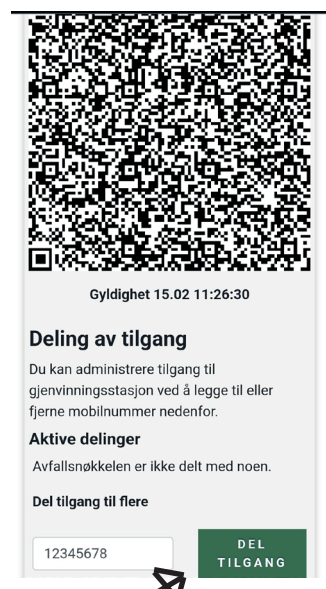 Gyldighet 15.02 11:26:30
Deling av tilgang
Du kan administrere tilgang til
gjenvinningsstasjon ved å legge til eller
fjerne mobilnummer nedenfor.
Aktive delinger
Avfallsnøkkelen er ikke delt med noen.
Del tilgang til flere
12345678
DEL
TILGANG